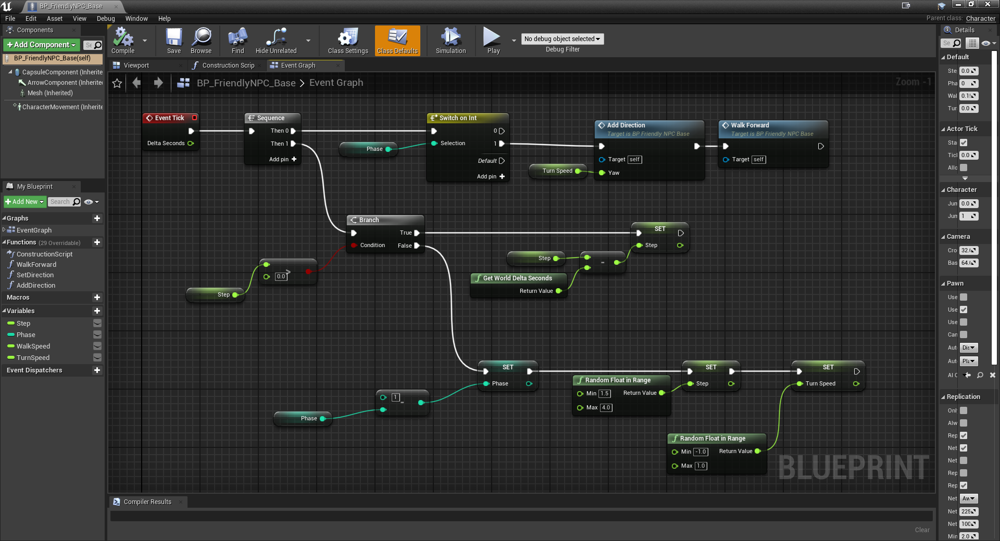 BP_FriendlyNPC_Base
File Edit Asset View Debug Window Help
Parent class: Character
Components
+Add Component
BP_FriendlyNPC_Base(self)
CapsuleComponent (Inherite
ArrowComponent (Inherite
Mesh (Inherited)
CharacterMovement (Inherite
Compile
Save
Browse
Find
Hide Unrelated
Class Settings
Class Defaults
Simulation
Play
No debug object selected
Debug Filter
Viewport
Construction Scrip
Event Graph
BP_FriendlyNPC_Base > Event Graph
Zoom -1
My Blueprint
+Add New
Search
Graphs
EventGraph
Functions (29 Overridable)
ConstructionScript
WalkForward
SetDirection
AddDirection
Macros
Variables
Step
Phase
WalkSpeed
TurnSpeed
Event Dispatchers
Event Tick
Delta Seconds
Sequence
Then 0
Then 1
Add pin +
Phase
Switch on Int
0
Selection
1
Default
Add pin +
Turn Speed
Add Direction
Target is BP Friendly NPC Base
Target self
Yaw
Walk Forward
Target is BP Friendly NPC Base
Target self
Branch
True
Condition
False
Step
>
0.0
Step
Get World Delta Seconds
Return Value
-
SET
Step
Phase
1
-
SET
Phase
Random Float in Range
Min 1.5
Return Value
Max 4.0
SET
Step
Random Float in Range
Min -1.0
Return Value
Max 1.0
SET
Turn Speed
BLUEPRINT
Compiler Results
Clear
Details
Se
Default
Ste 0.0
Pha 0
Wal 0.1
Tur 0.0
Actor Tick
Sta
Tick 0.0
Allo
Character
Jum 0.0
Jum 1
Camera
Cro 32.
Bas 64.
Pawn
Use
Use
Use
Can
Aut Dis
Aut Pla
AI C
Replication
Onl
Alw
Rep
Net
Net
Rep
Rep
Net Aw
Net 225
Net 100
Min 2.0